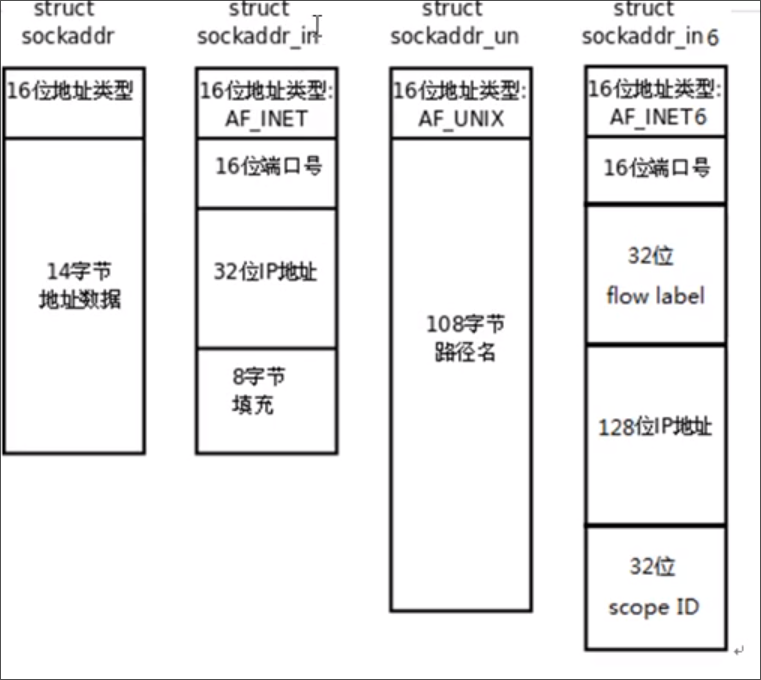 struct
sockaddr
16位地址类型
14字节
地址数据
struct
sockaddr_in
16位地址类型:
AF_INET
16位端口号
32位IP地址
8字节
填充
struct
sockaddr_un
16位地址类型:
AF_UNIX
108字节
路径名
struct
sockaddr_in6
16位地址类型:
AF_INET6
16位端口号
32位
flow label
128位IP地址
32位
scope ID